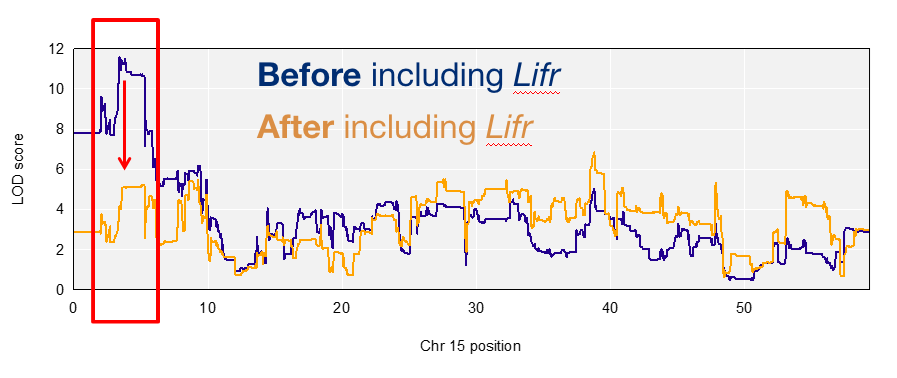 12
10
8
6
4
2
0
LOD score
Before including Lifr
After including Lifr
0 10 20 30 40 50
Chr 15 position